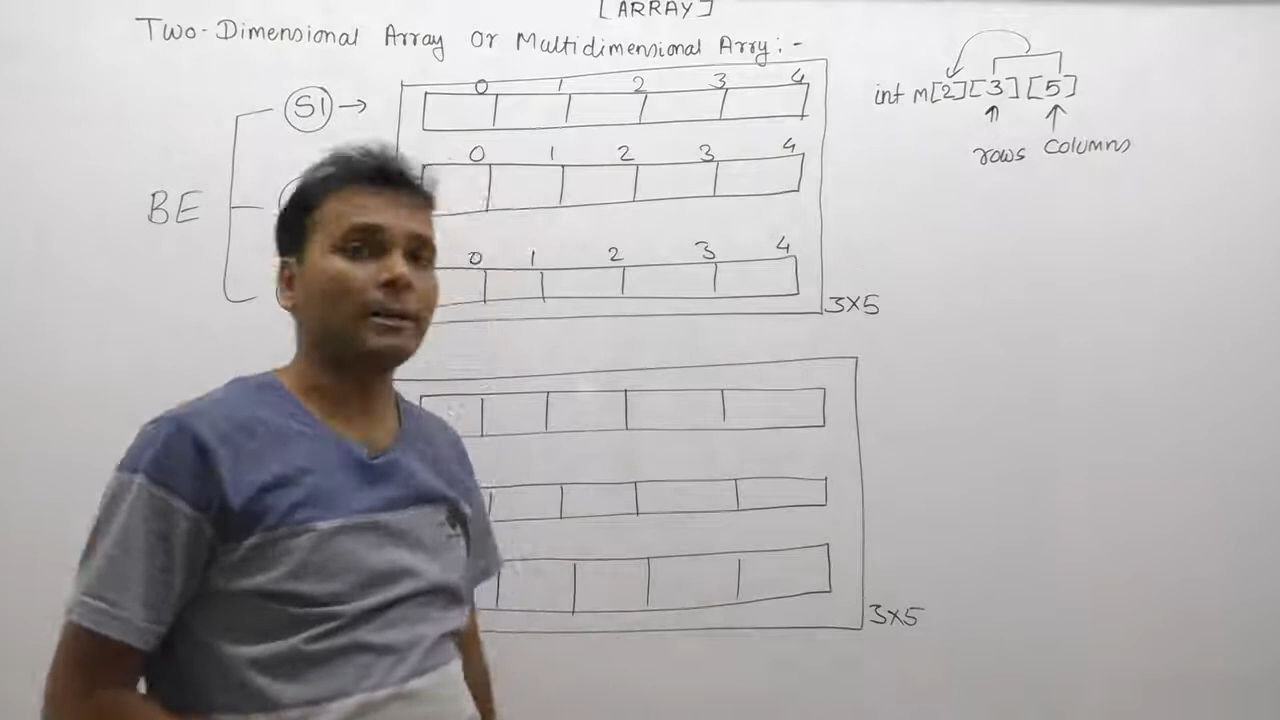 [ARRAY]
Two-Dimensional Array Or Multidimensional Arry:-
int m[2][3][5]
rows columns
S1
BE
0 1 2 3 4
0 1 2 3 4
0 1 2 3 4
3X5
3X5